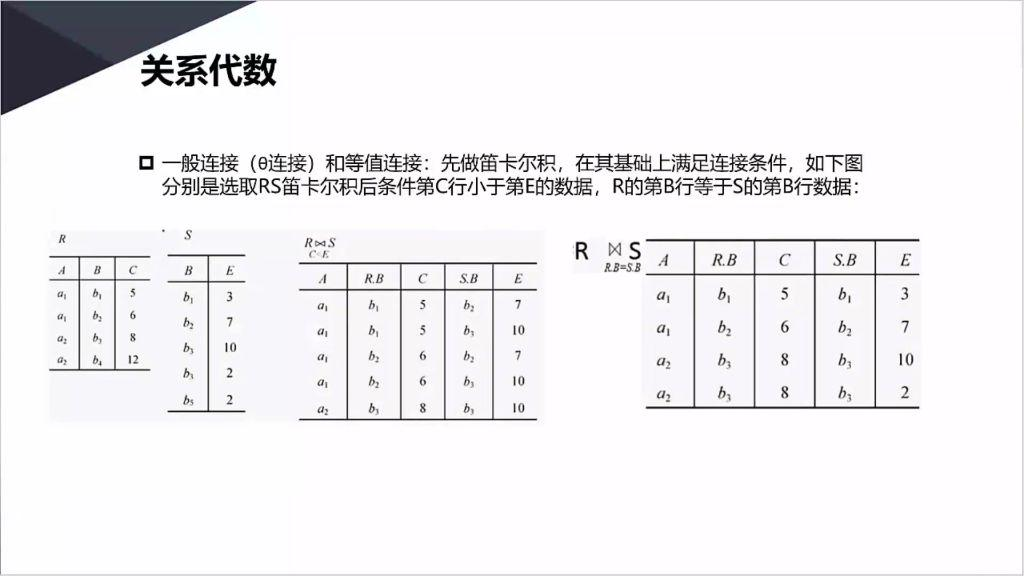 关系代数
一般连接（θ连接）和等值连接：先做笛卡尔积，在其基础上满足连接条件，如下图
分别是选取RS笛卡尔积后条件第C行小于第E的数据，R的第B行等于S的第B行数据：
R
A B C
a₁ b₁ 5
a₁ b₂ 6
a₂ b₃ 8
a₂ b₄ 12
S
B E
b₁ 3
b₂ 7
b₃ 10
b₃ 2
b₅ 2
R⋈S
C<E
A R.B C S.B E
a₁ b₁ 5 b₂ 7
a₁ b₁ 5 b₃ 10
a₁ b₂ 6 b₂ 7
a₁ b₂ 6 b₃ 10
a₂ b₃ 8 b₃ 10
R ⋈ S
R.B=S.B
A R.B C S.B E
a₁ b₁ 5 b₁ 3
a₁ b₂ 6 b₂ 7
a₂ b₃ 8 b₃ 10
a₂ b₃ 8 b₃ 2